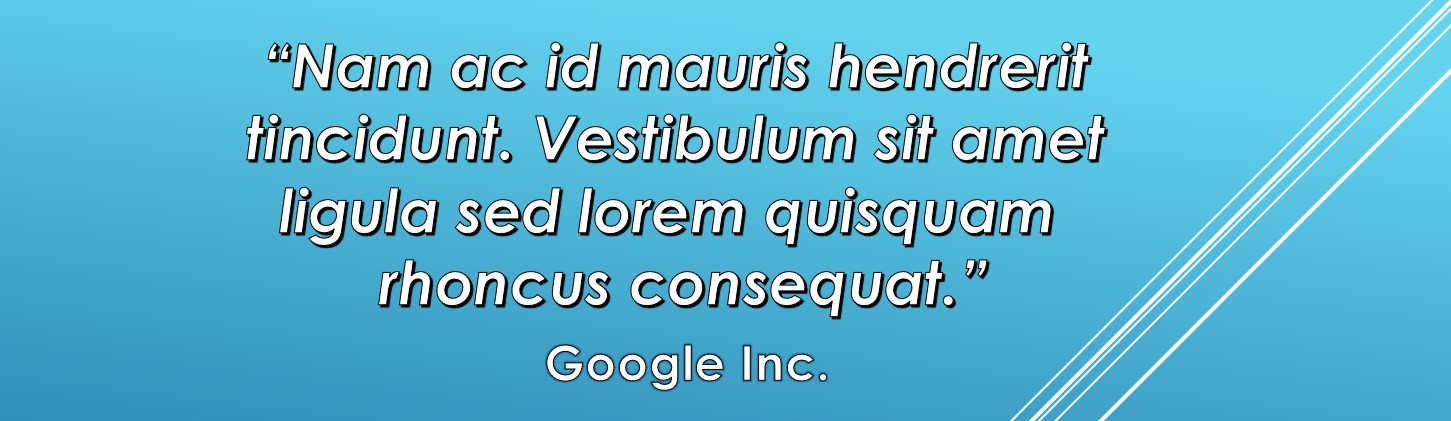 “Nam ac id mauris hendrerit
tincidunt. Vestibulum sit amet
ligula sed lorem quisquam
rhoncus consequat.”
Google Inc.